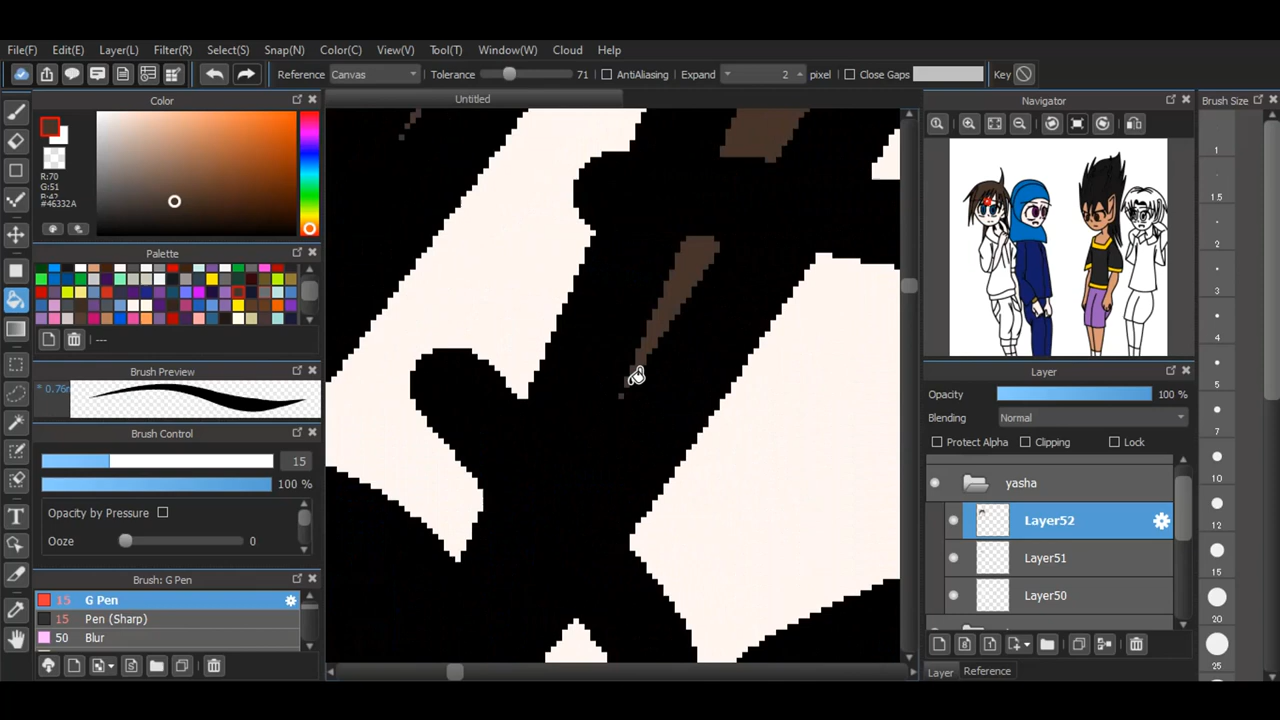 File(F) Edit(E) Layer(L) Filter(R) Select(S) Snap(N) Color(C) View(V) Tool(T) Window(W) Cloud Help
Reference Canvas Tolerance 71 AntiAliasing Expand 2 pixel Close Gaps Key
Color
R:70
G:51
B:42
#46332A
Palette
---
Brush Preview
* 0.76
Brush Control
15
100 %
Opacity by Pressure
Ooze 0
Brush: G Pen
15 G Pen
15 Pen (Sharp)
50 Blur
Untitled
Navigator
Layer
Opacity 100 %
Blending Normal
Protect Alpha Clipping Lock
yasha
Layer52
Layer51
Layer50
Layer Reference
Brush Size
1
1.5
2
3
4
5
7
10
12
15
20
25